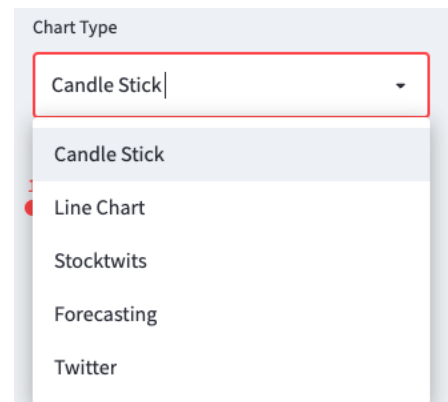 Chart Type
Candle Stick
Candle Stick
Line Chart
Stocktwits
Forecasting
Twitter